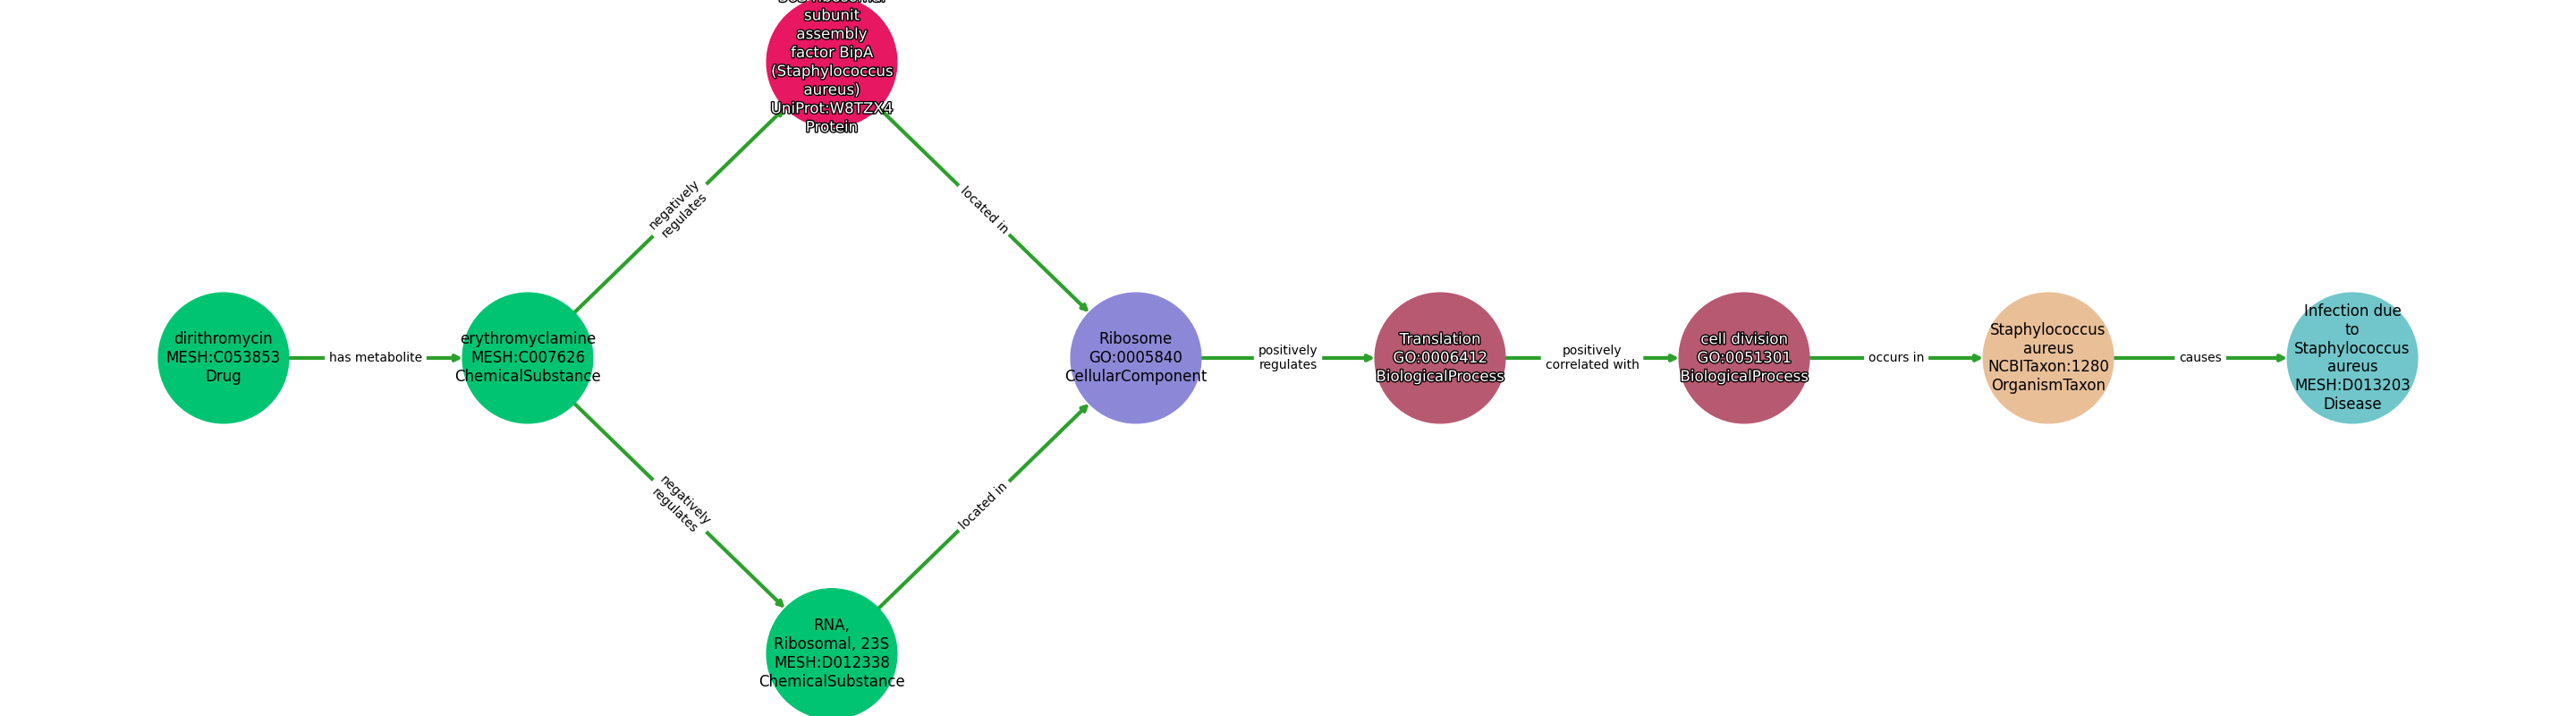 subunit
assembly
factor BipA
(Staphylococcus
aureus)
UniProt:W8TZX4
Protein
negatively
regulates
located in
dirithromycin
MESH:C053853
Drug
has metabolite
erythromyclamine
MESH:C007626
ChemicalSubstance
Ribosome
GO:0005840
CellularComponent
positively
regulates
Translation
GO:0006412
BiologicalProcess
positively
correlated with
cell division
GO:0051301
BiologicalProcess
occurs in
Staphylococcus
aureus
NCBITaxon:1280
OrganismTaxon
causes
Infection due
to
Staphylococcus
aureus
MESH:D013203
Disease
negatively
regulates
located in
RNA,
Ribosomal, 23S
MESH:D012338
ChemicalSubstance